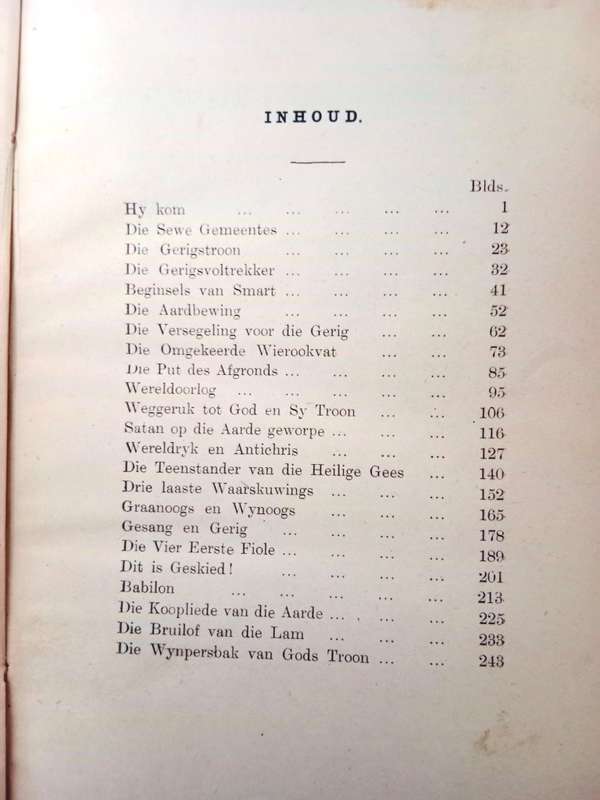 INHOUD.
Blds.
Hy kom ... ... ... ... ... 1
Die Sewe Gemeentes ... ... ... ... 12
Die Gerigstroon ... ... ... ... 23
Die Gerigsvoltrekker ... ... ... ... 32
Beginsels van Smart ... ... ... ... 41
Die Aardbewing ... ... ... ... 52
Die Versegeling voor die Gerig ... ... 62
Die Omgekeerde Wierookvat ... ... 73
Die Put des Afgronds ... ... ... ... 85
Wereldoorlog ... ... ... ... ... 95
Weggeruk tot God en Sy Troon ... ... 106
Satan op die Aarde geworpe ... ... ... 116
Wereldryk en Antichris ... ... ... 127
Die Teenstander van die Heilige Gees ... 140
Drie laaste Waarskuwings ... ... ... 152
Graanoogs en Wynoogs ... ... ... 165
Gesang en Gerig ... ... ... ... 178
Die Vier Eerste Fiole ... ... ... ... 189
Dit is Geskied! ... ... ... ... 201
Babilon ... ... ... ... ... 213
Die Koopliede van die Aarde ... ... ... 225
Die Bruilof van die Lam ... ... ... 233
Die Wynpersbak van Gods Troon ... ... 243